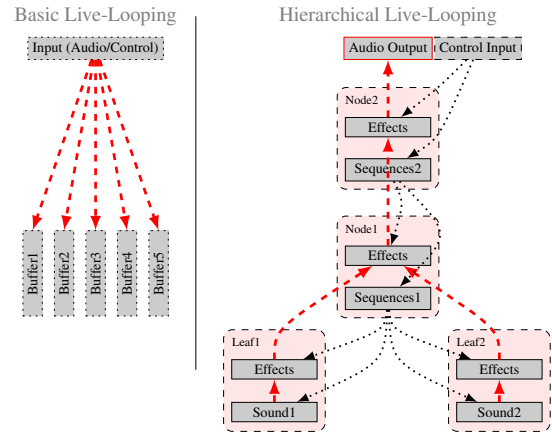 Basic Live-Looping
Hierarchical Live-Looping
Input (Audio/Control)
Audio Output
Control Input
Node2
Effects
Sequences2
Buffer1
Buffer2
Buffer3
Buffer4
Buffer5
Node1
Effects
Sequences1
Leaf1
Effects
Sound1
Leaf2
Effects
Sound2